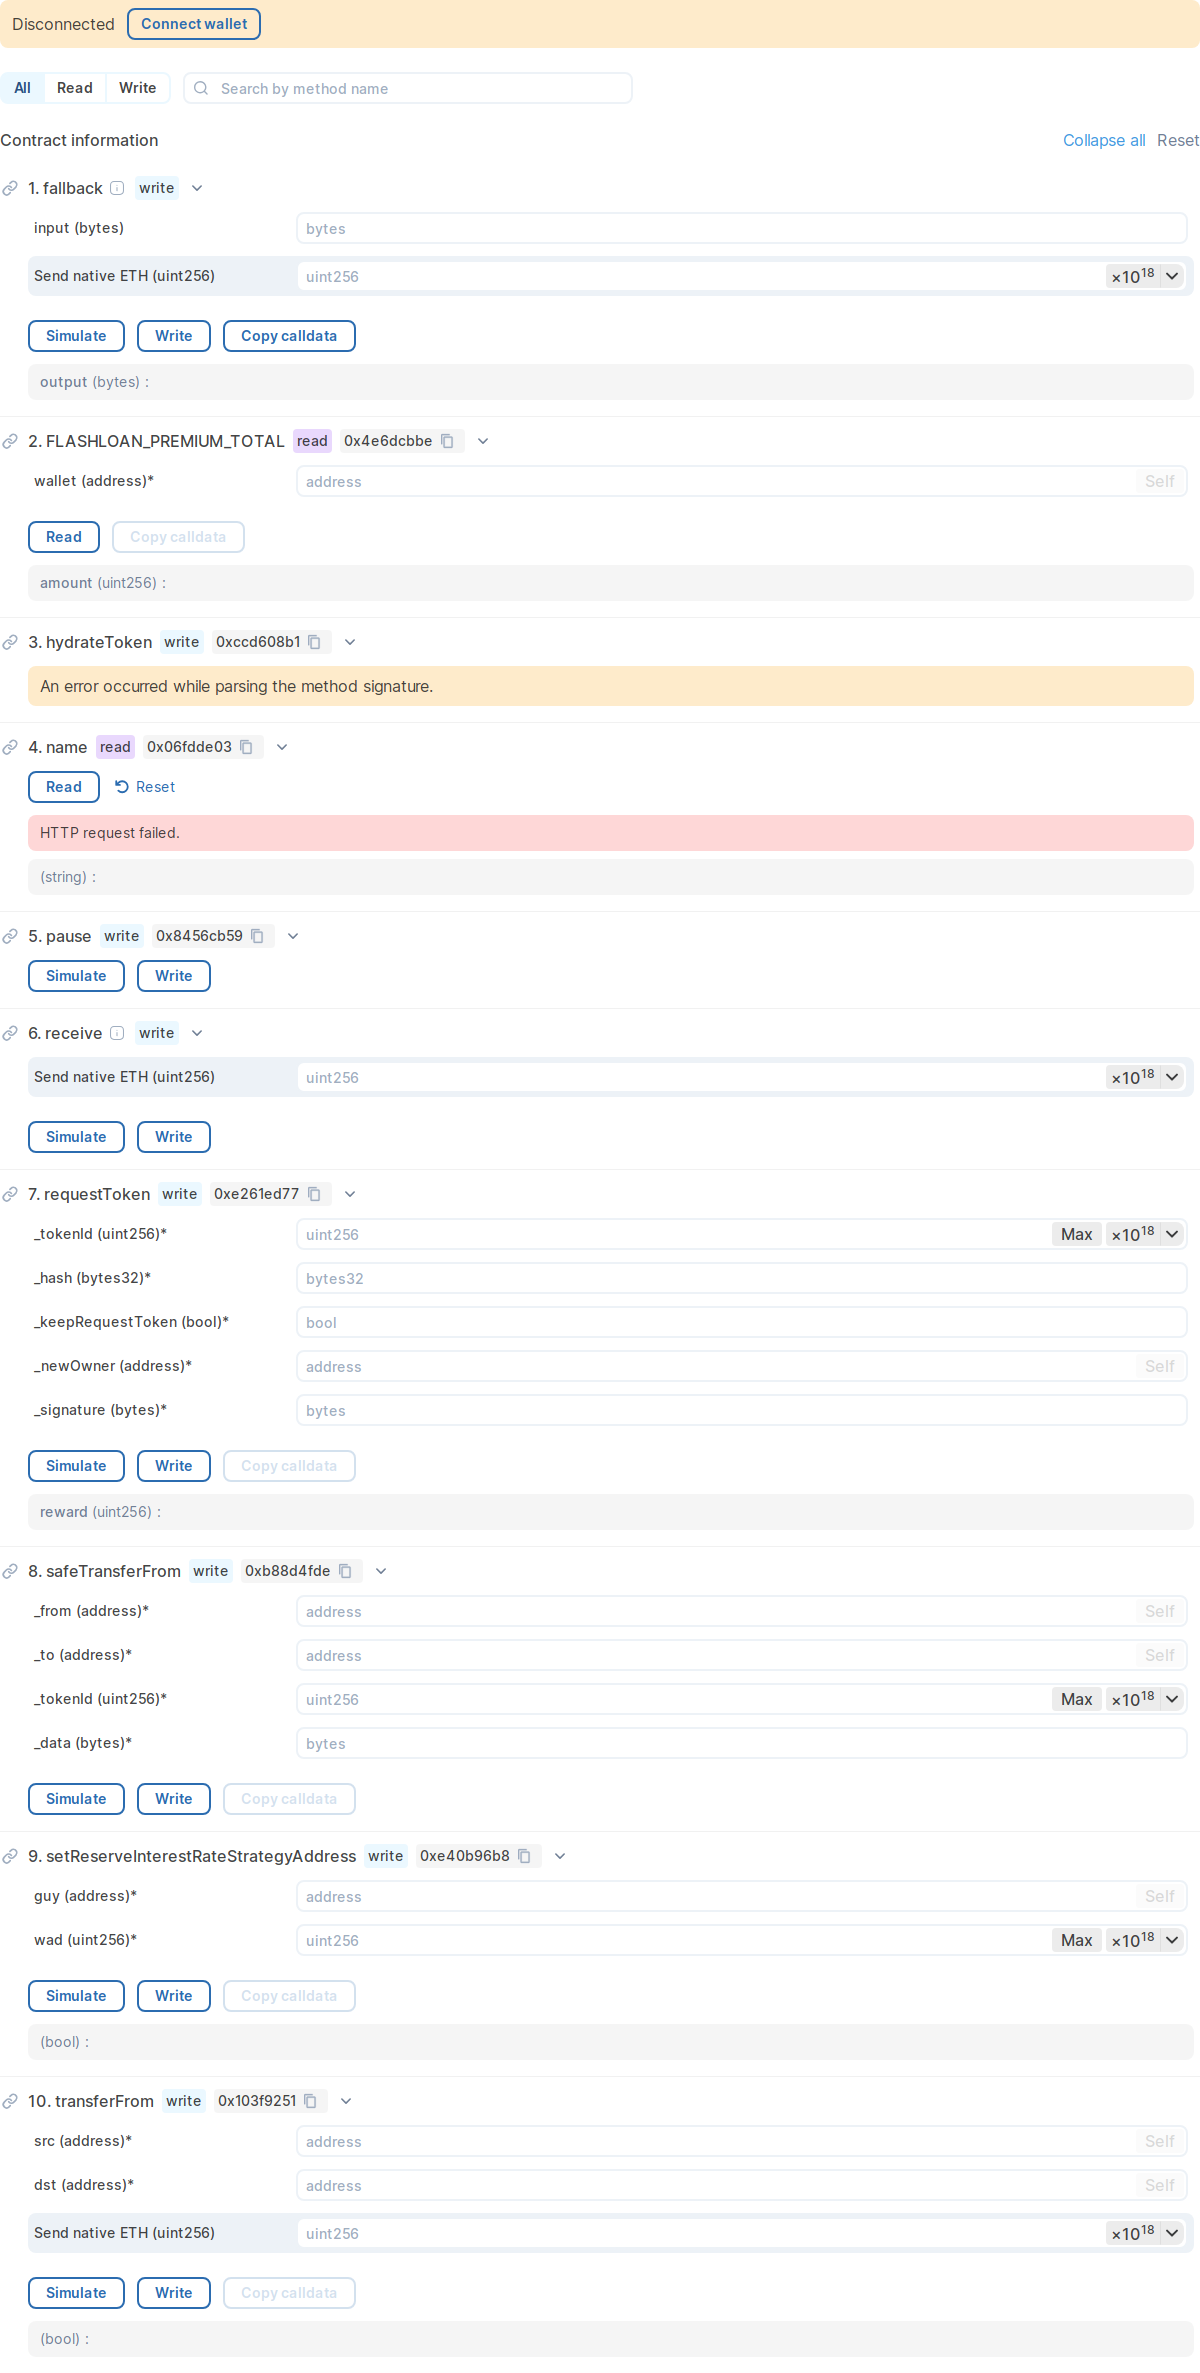 Disconnected Connect wallet
All Read Write Search by method name
Contract information Collapse all Reset
1. fallback write
input (bytes) bytes
Send native ETH (uint256) uint256 ×10^18
Simulate Write Copy calldata
output (bytes) :
2. FLASHLOAN_PREMIUM_TOTAL read 0x4e6dcbbe
wallet (address)* address Self
Read Copy calldata
amount (uint256) :
3. hydrateToken write 0xccd608b1
An error occurred while parsing the method signature.
4. name read 0x06fdde03
Read Reset
HTTP request failed.
(string) :
5. pause write 0x8456cb59
Simulate Write
6. receive write
Send native ETH (uint256) uint256 ×10^18
Simulate Write
7. requestToken write 0xe261ed77
_tokenId (uint256)* uint256 Max ×10^18
_hash (bytes32)* bytes32
_keepRequestToken (bool)* bool
_newOwner (address)* address Self
_signature (bytes)* bytes
Simulate Write Copy calldata
reward (uint256) :
8. safeTransferFrom write 0xb88d4fde
_from (address)* address Self
_to (address)* address Self
_tokenId (uint256)* uint256 Max ×10^18
_data (bytes)* bytes
Simulate Write Copy calldata
9. setReserveInterestRateStrategyAddress write 0xe40b96b8
guy (address)* address Self
wad (uint256)* uint256 Max ×10^18
Simulate Write Copy calldata
(bool) :
10. transferFrom write 0x103f9251
src (address)* address Self
dst (address)* address Self
Send native ETH (uint256) uint256 ×10^18
Simulate Write Copy calldata
(bool) :